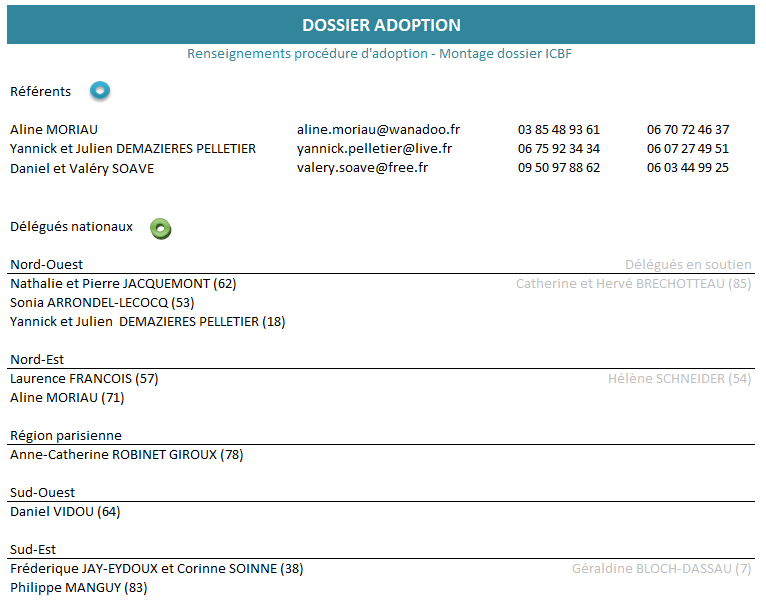 DOSSIER ADOPTION
Renseignements procédure d'adoption - Montage dossier ICBF
Référents
Aline MORIAU aline.moriau@wanadoo.fr 03 85 48 93 61 06 70 72 46 37
Yannick et Julien DEMAZIERES PELLETIER yannick.pelletier@live.fr 06 75 92 34 34 06 07 27 49 51
Daniel et Valéry SOAVE valery.soave@free.fr 09 50 97 88 62 06 03 44 99 25
Délégués nationaux
Nord-Ouest Délégués en soutien
Nathalie et Pierre JACQUEMONT (62) Catherine et Hervé BRECHOTTEAU (85)
Sonia ARRONDEL-LECOCQ (53)
Yannick et Julien DEMAZIERES PELLETIER (18)
Nord-Est
Laurence FRANCOIS (57) Hélène SCHNEIDER (54)
Aline MORIAU (71)
Région parisienne
Anne-Catherine ROBINET GIROUX (78)
Sud-Ouest
Daniel VIDOU (64)
Sud-Est
Fréderique JAY-EYDOUX et Corinne SOINNE (38) Géraldine BLOCH-DASSAU (7)
Philippe MANGUY (83)